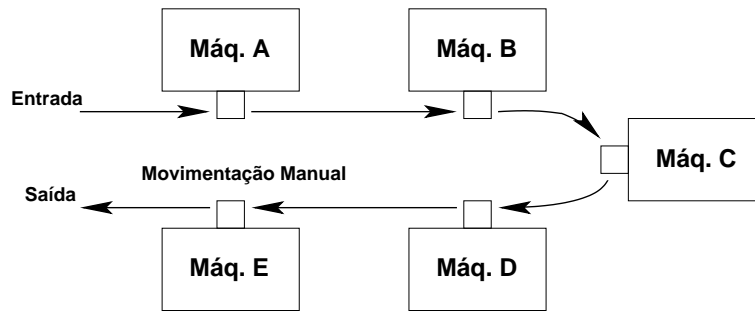 Máq. A
Máq. B
Entrada
Máq. C
Movimentação Manual
Saída
Máq. E
Máq. D